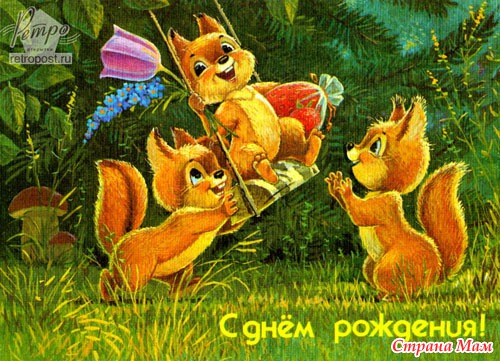 Ретро
открытки
retropost.ru
С днём рождения!
Страна Мам